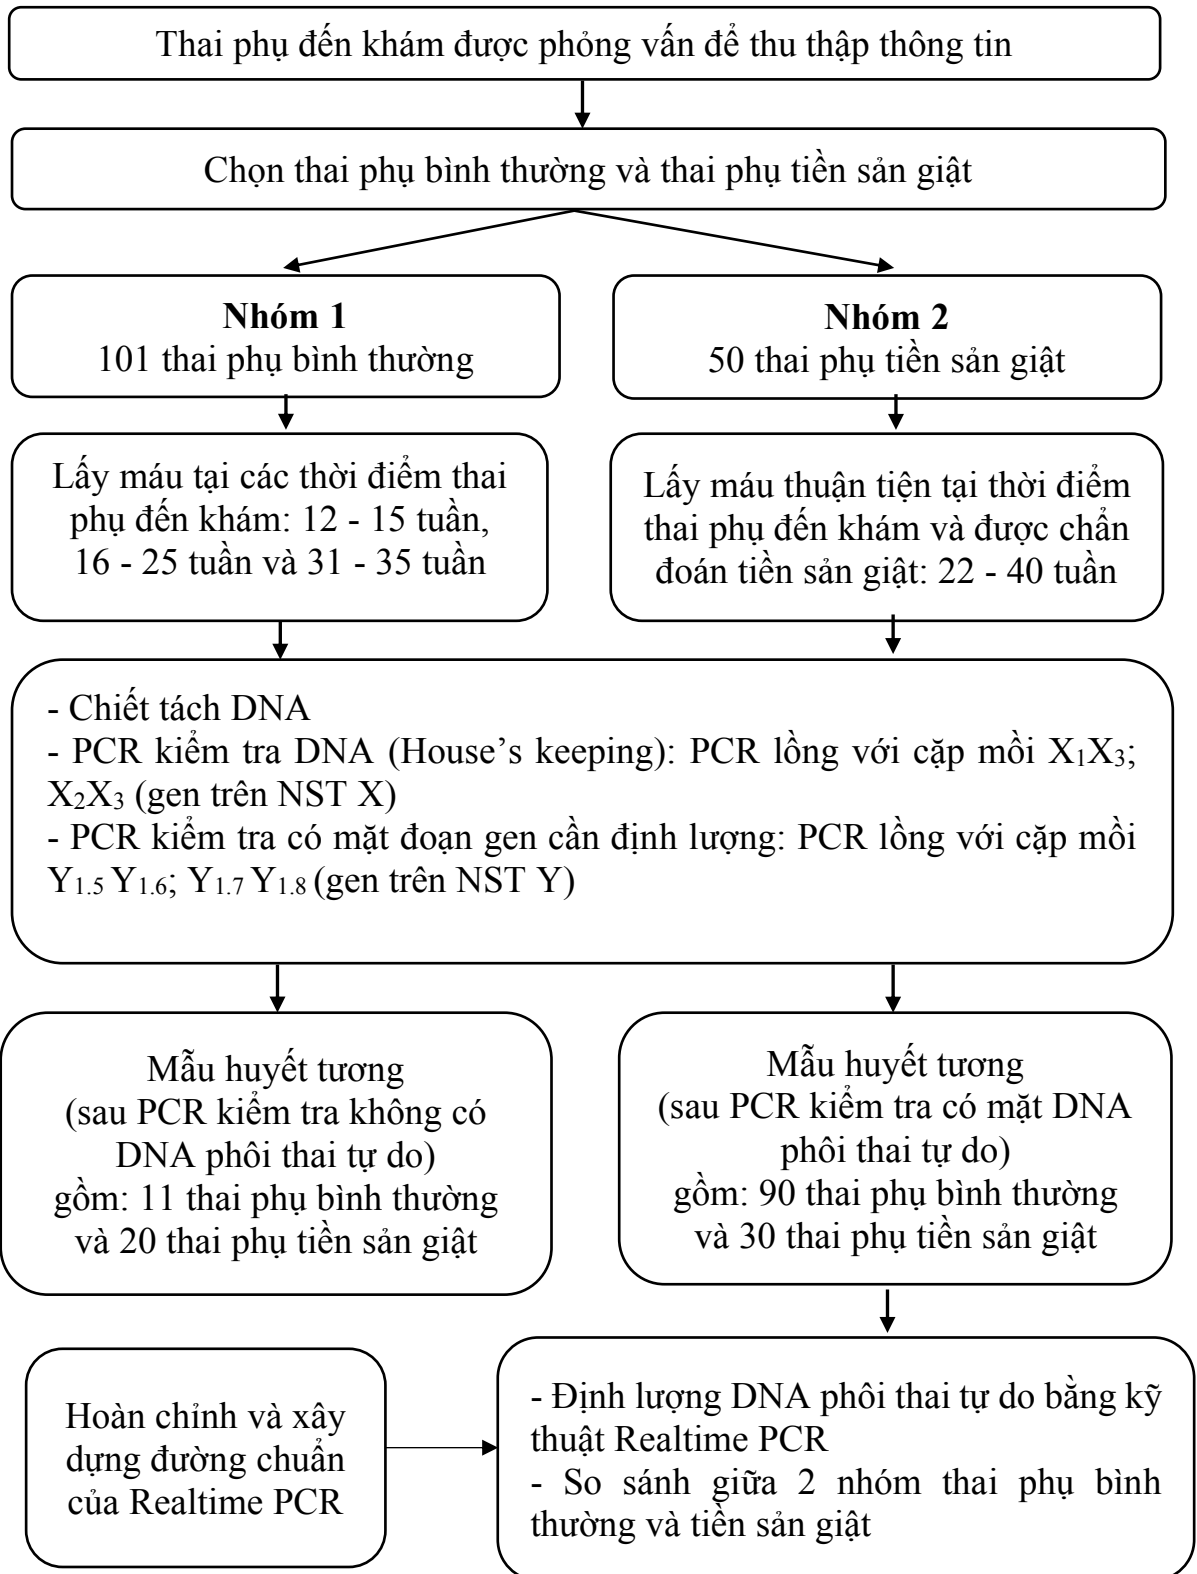 Thai phụ đến khám được phỏng vấn để thu thập thông tin
Chọn thai phụ bình thường và thai phụ tiền sản giật
Nhóm 1
101 thai phụ bình thường
Nhóm 2
50 thai phụ tiền sản giật
Lấy máu tại các thời điểm thai
phụ đến khám: 12 - 15 tuần,
16 - 25 tuần và 31 - 35 tuần
Lấy máu thuận tiện tại thời điểm
thai phụ đến khám và được chẩn
đoán tiền sản giật: 22 - 40 tuần
- Chiết tách DNA
- PCR kiểm tra DNA (House’s keeping): PCR lồng với cặp mồi X₁X₃;
X₂X₃ (gen trên NST X)
- PCR kiểm tra có mặt đoạn gen cần định lượng: PCR lồng với cặp mồi
Y₁.₅ Y₁.₆; Y₁.₇ Y₁.₈ (gen trên NST Y)
Mẫu huyết tương
(sau PCR kiểm tra không có
DNA phôi thai tự do)
gồm: 11 thai phụ bình thường
và 20 thai phụ tiền sản giật
Mẫu huyết tương
(sau PCR kiểm tra có mặt DNA
phôi thai tự do)
gồm: 90 thai phụ bình thường
và 30 thai phụ tiền sản giật
Hoàn chỉnh và xây
dựng đường chuẩn
của Realtime PCR
- Định lượng DNA phôi thai tự do bằng kỹ
thuật Realtime PCR
- So sánh giữa 2 nhóm thai phụ bình
thường và tiền sản giật